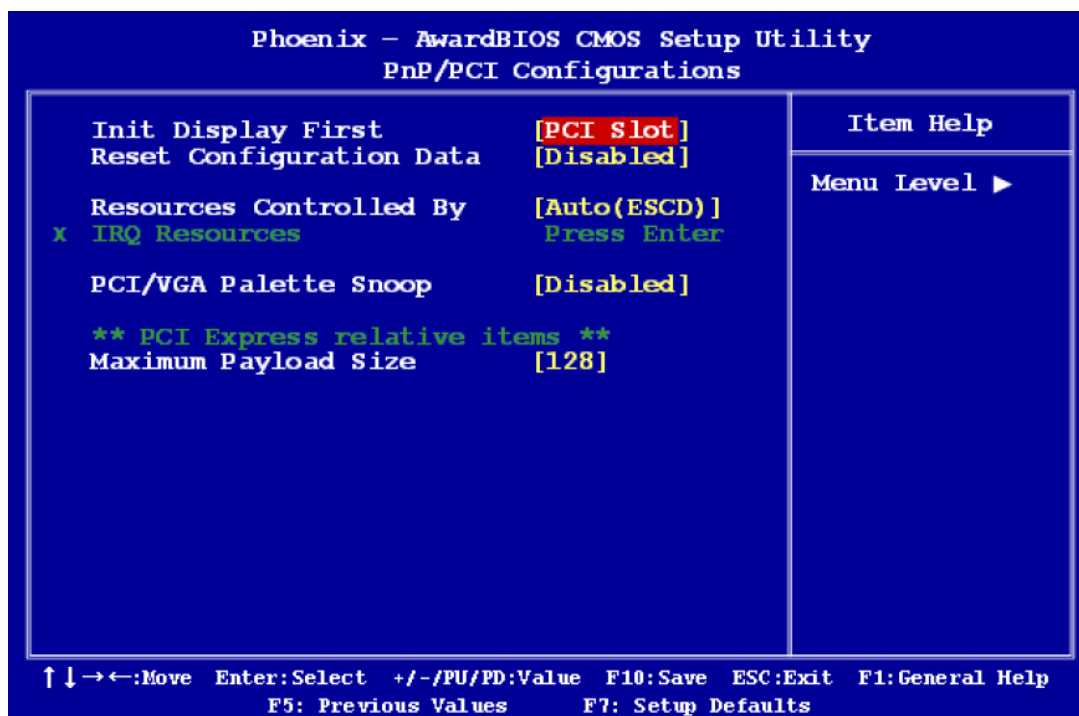 Phoenix – AwardBIOS CMOS Setup Utility
PnP/PCI Configurations
Init Display First [PCI Slot]
Reset Configuration Data [Disabled]
Resources Controlled By [Auto(ESCD)]
x IRQ Resources Press Enter
PCI/VGA Palette Snoop [Disabled]
** PCI Express relative items **
Maximum Payload Size [128]
Item Help
Menu Level ▶
↑↓→←:Move Enter:Select +/-/PU/PD:Value F10:Save ESC:Exit F1:General Help
F5: Previous Values F7: Setup Defaults